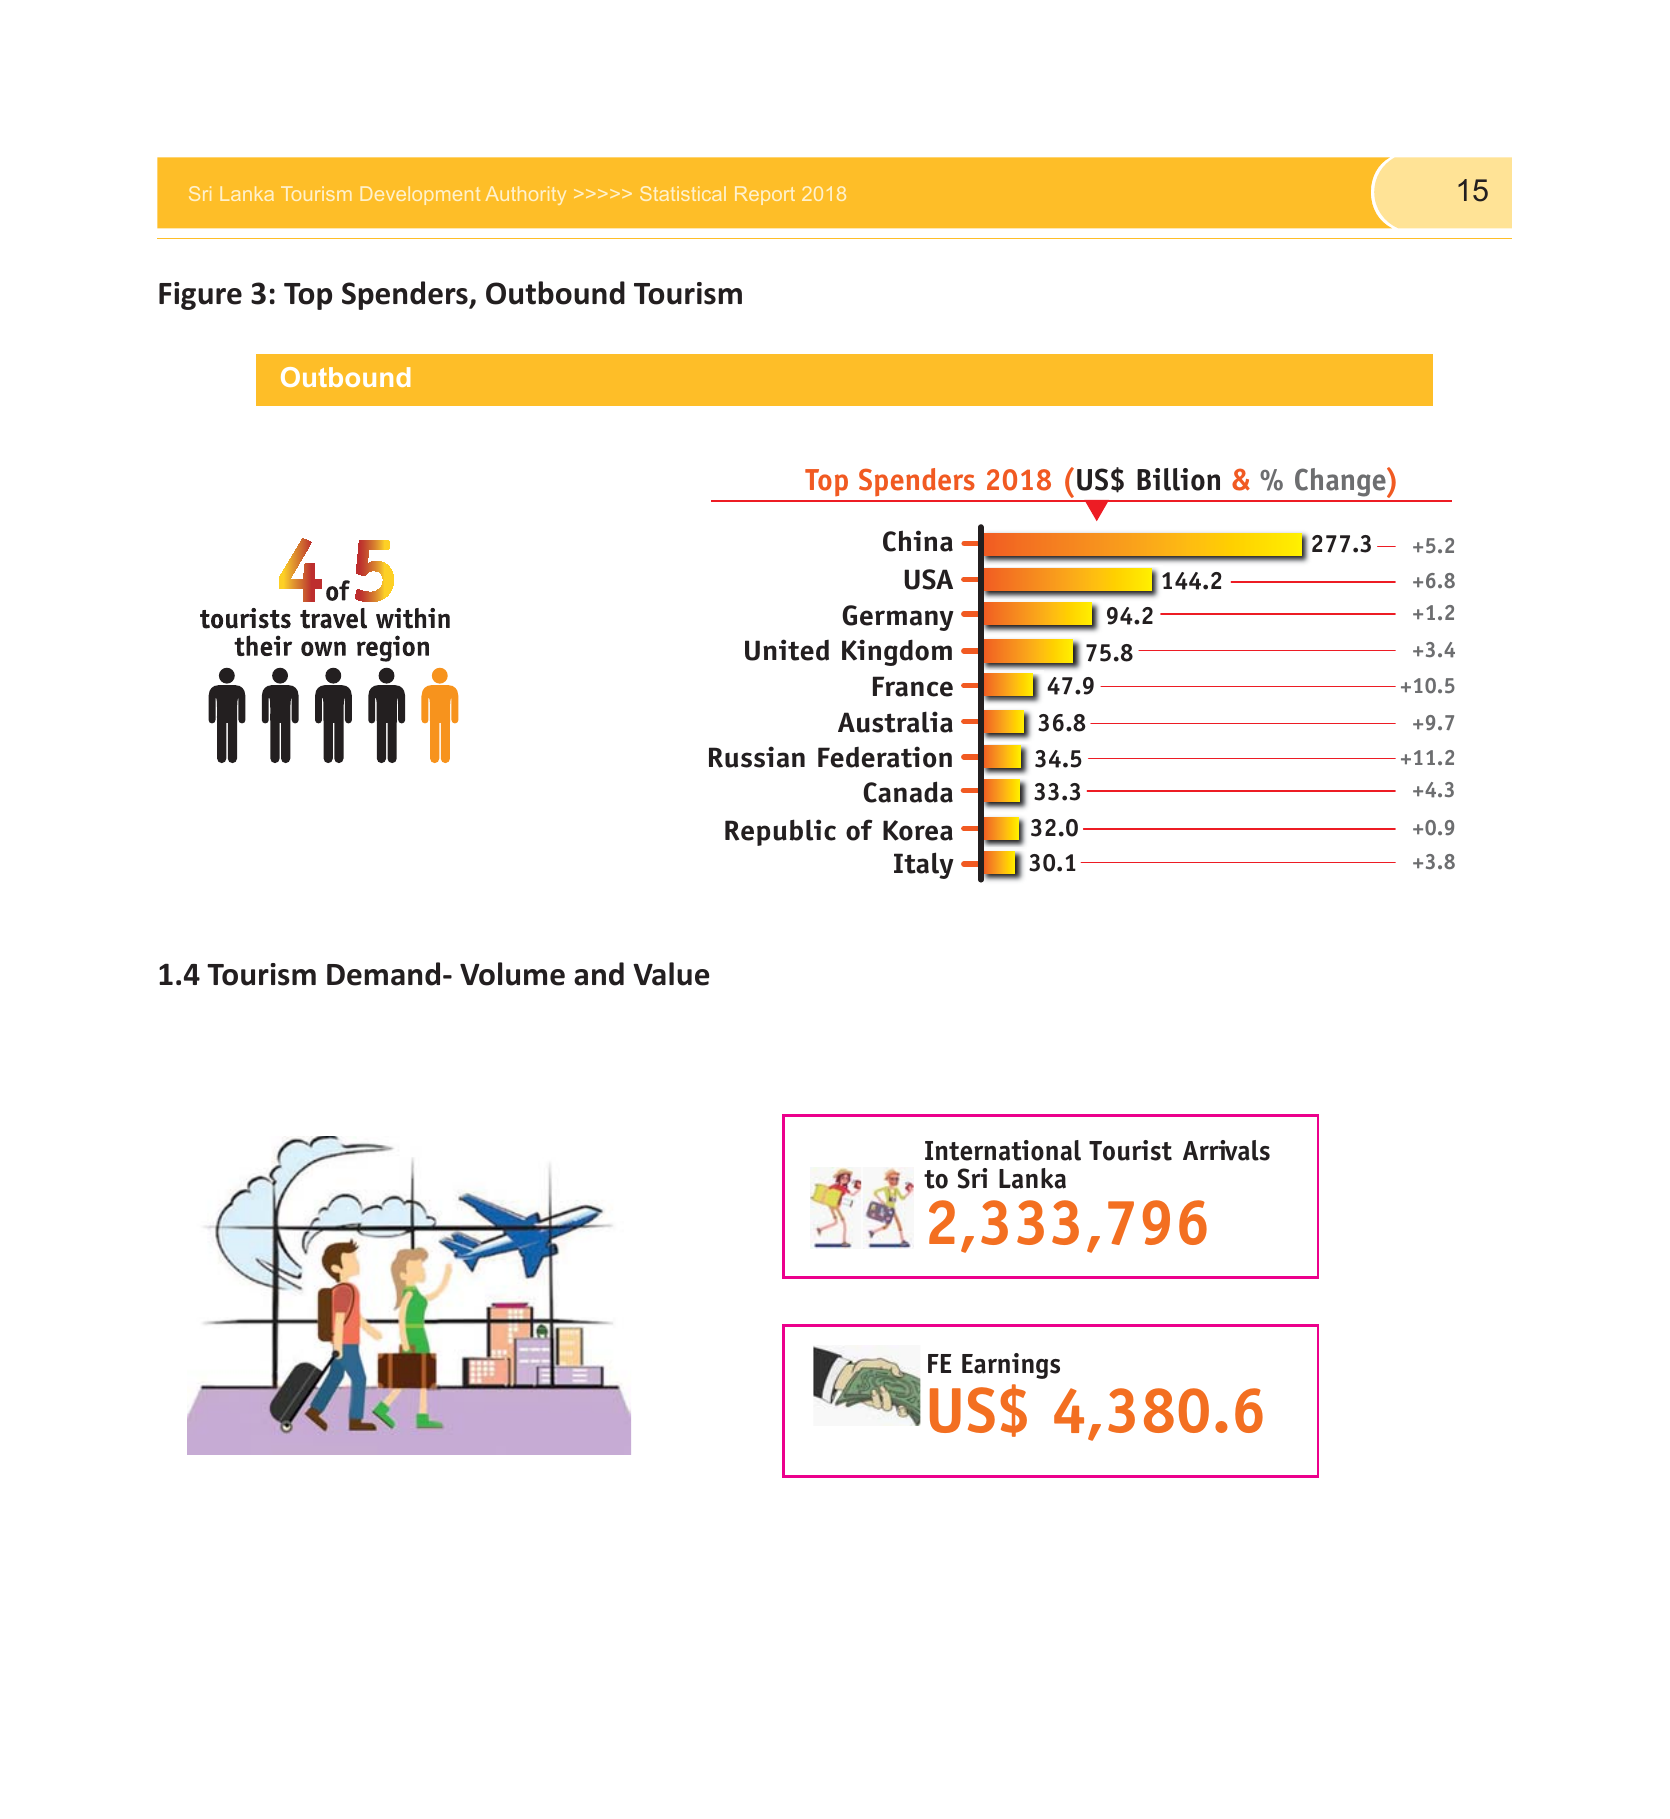 Sri Lanka Tourism Development Authority >>>>> Statistical Report 2018
15
Figure 3: Top Spenders, Outbound Tourism
Outbound
4 of 5
tourists travel within
their own region
Top Spenders 2018 (US$ Billion & % Change)
China 277.3 +5.2
USA 144.2 +6.8
Germany 94.2 +1.2
United Kingdom 75.8 +3.4
France 47.9 +10.5
Australia 36.8 +9.7
Russian Federation 34.5 +11.2
Canada 33.3 +4.3
Republic of Korea 32.0 +0.9
Italy 30.1 +3.8
1.4 Tourism Demand- Volume and Value
International Tourist Arrivals
to Sri Lanka
2,333,796
FE Earnings
US$ 4,380.6